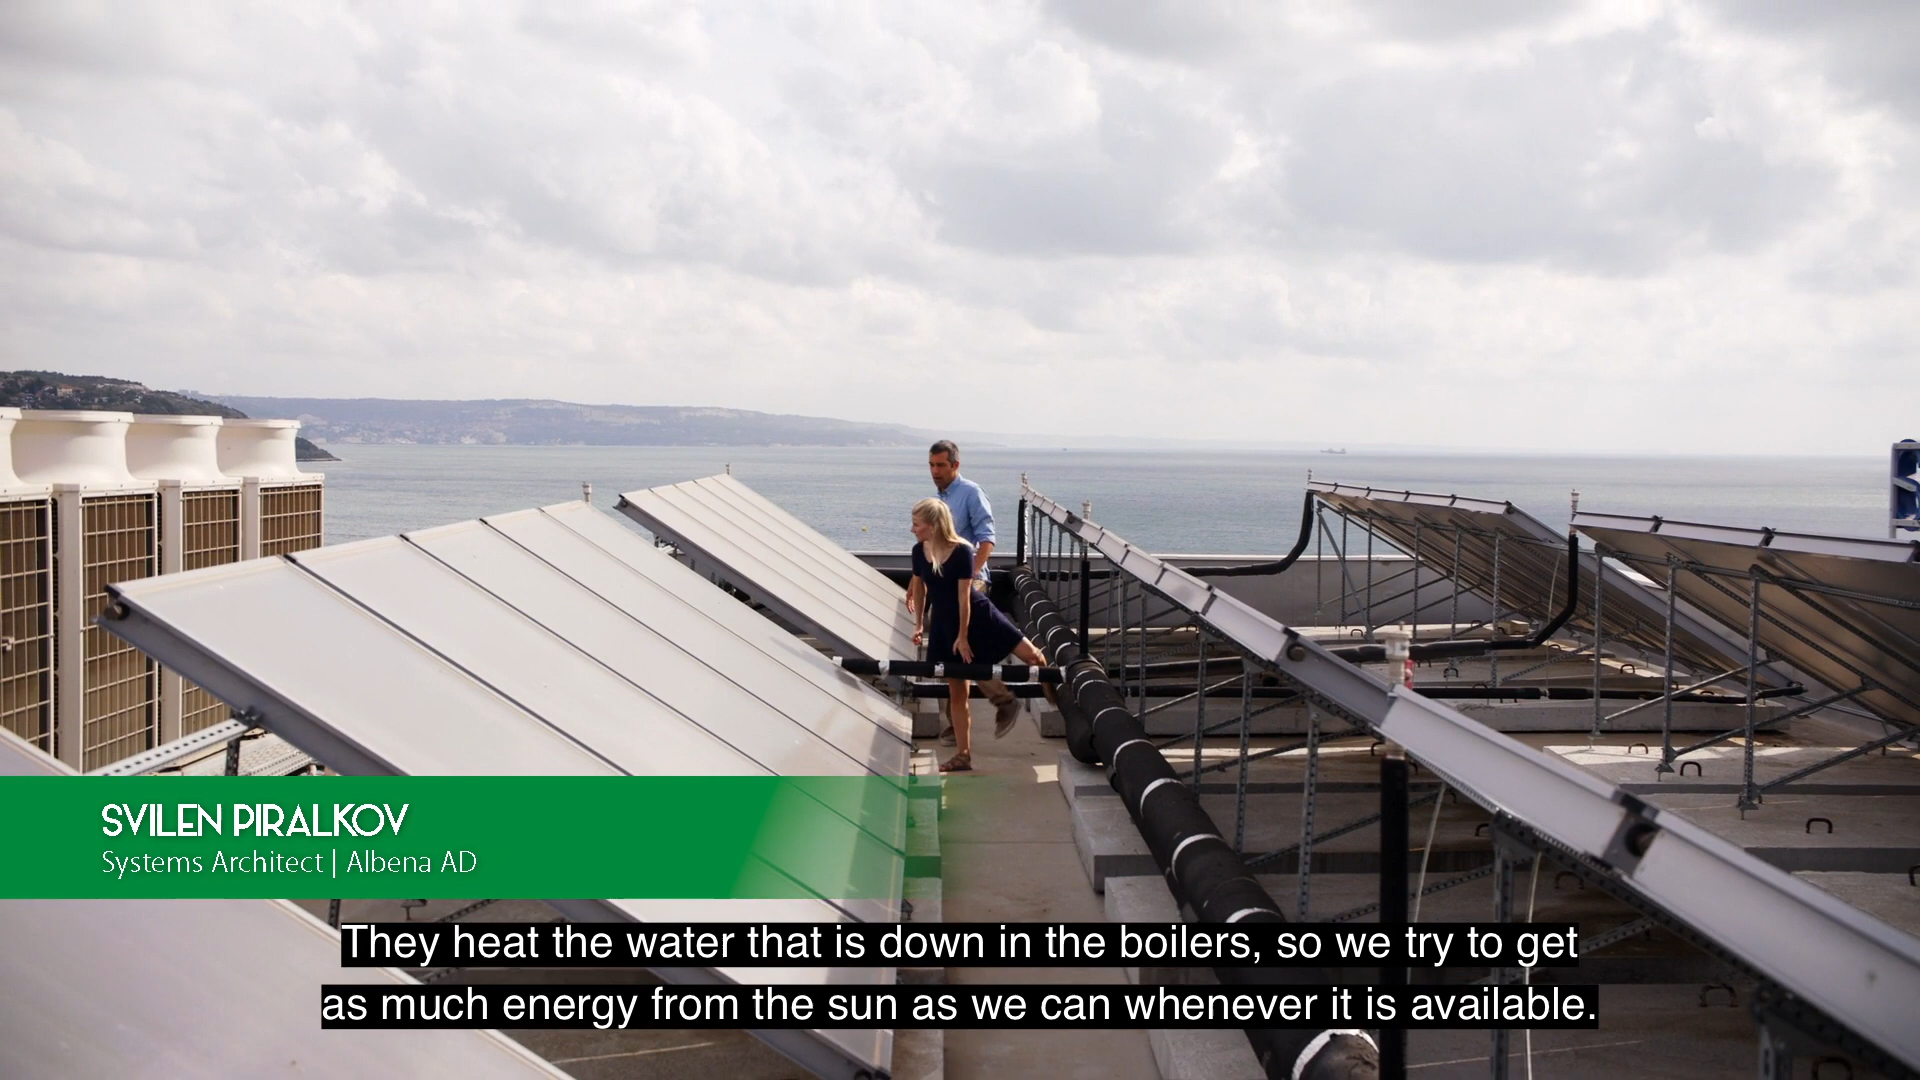 SVILEN PIRALKOV
Systems Architect | Albena AD
They heat the water that is down in the boilers, so we try to get
as much energy from the sun as we can whenever it is available.